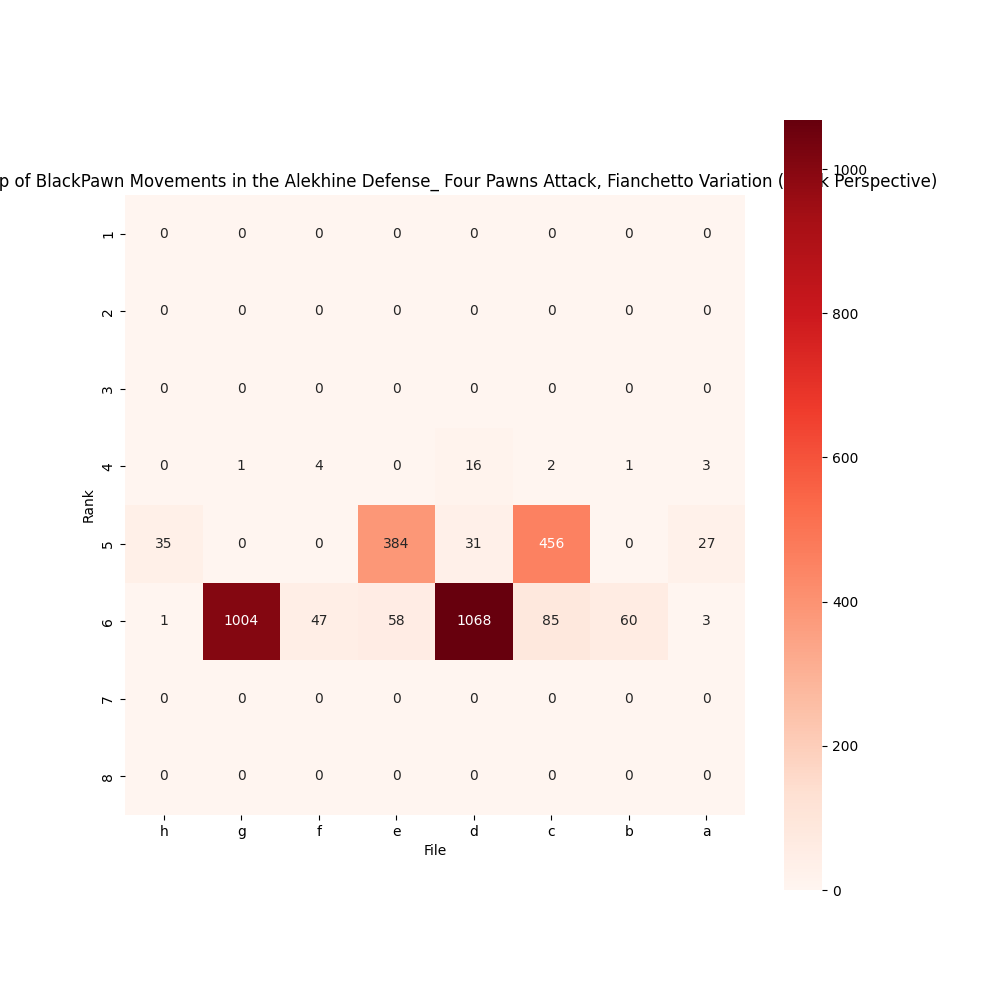 p of BlackPawn Movements in the Alekhine Defense_ Four Pawns Attack, Fianchetto Variation ( k Perspective)
1000
1 0 0 0 0 0 0 0 0
2 0 0 0 0 0 0 0 0
800
3 0 0 0 0 0 0 0 0
4 0 1 4 0 16 2 1 3
600
Rank
5 35 0 0 384 31 456 0 27
400
6 1 1004 47 58 1068 85 60 3
7 0 0 0 0 0 0 0 0
200
8 0 0 0 0 0 0 0 0
h g f e d c b a
File
0